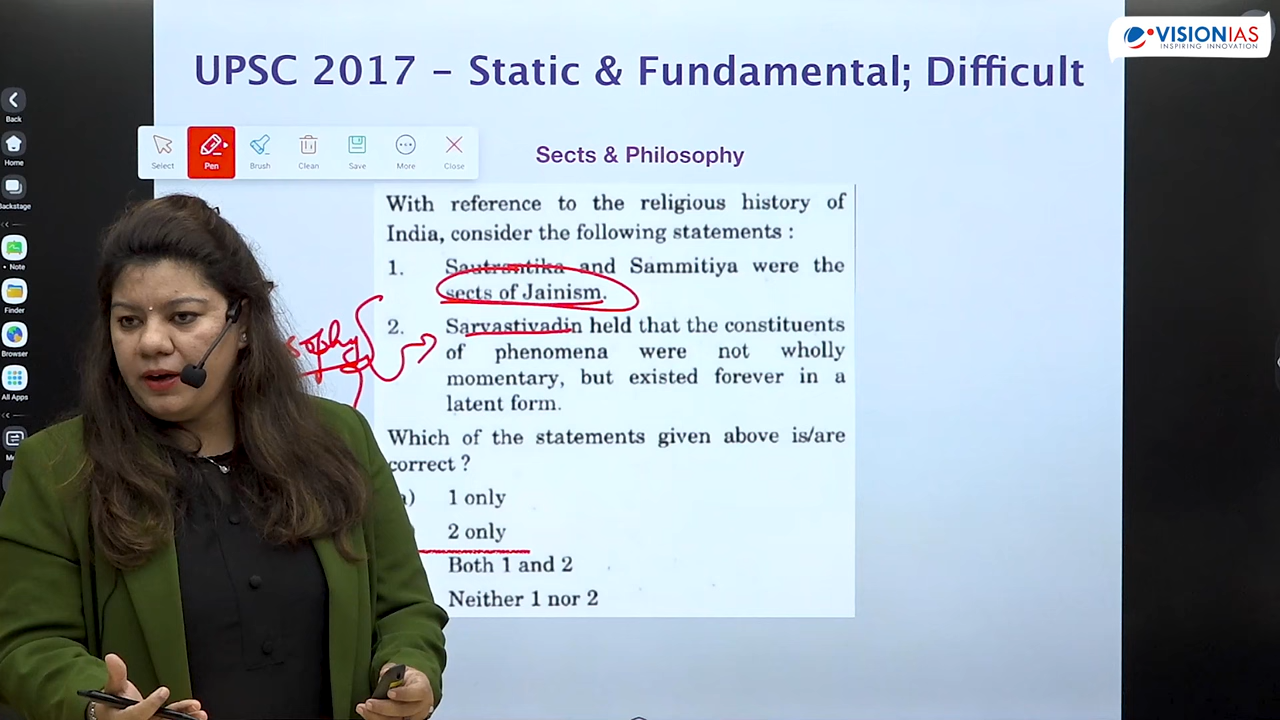 VISIONIAS
INSPIRING INNOVATION
UPSC 2017 – Static & Fundamental; Difficult
Back
Home
Backstage
Note
Finder
Browser
All Apps
Select
Pen
Brush
Clean
Save
More
Close
Sects & Philosophy
With reference to the religious history of
India, consider the following statements :
1. Sautrantika and Sammitiya were the
sects of Jainism.
2. Sarvastivadin held that the constituents
of phenomena were not wholly
momentary, but existed forever in a
latent form.
Which of the statements given above is/are
correct ?
a) 1 only
2 only
Both 1 and 2
Neither 1 nor 2